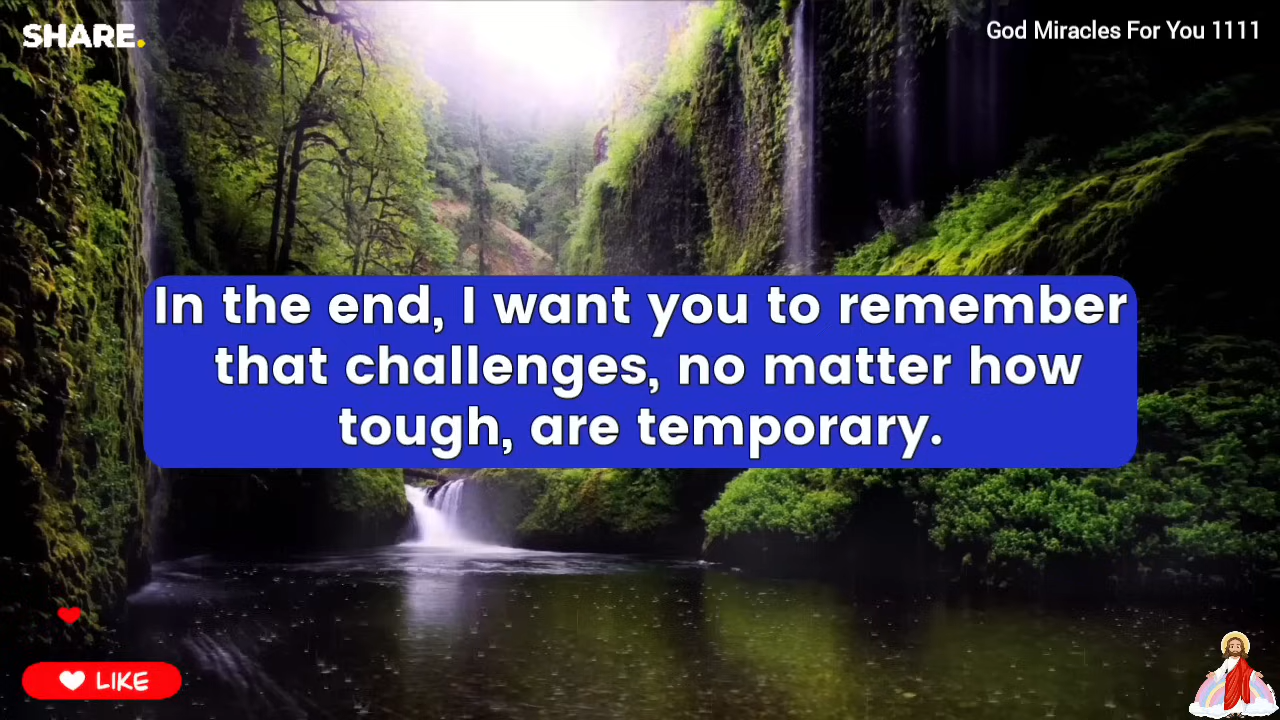 SHARE.
God Miracles For You 1111
In the end, I want you to remember
that challenges, no matter how
tough, are temporary.
LIKE